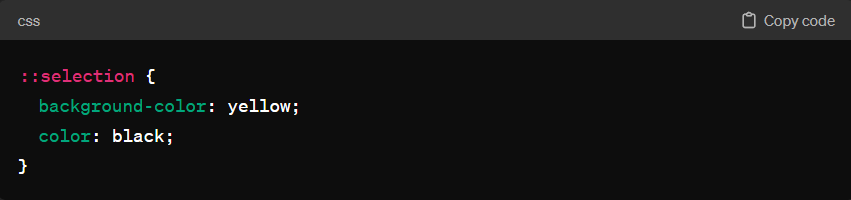 css
Copy code
::selection {
  background-color: yellow;
  color: black;
}